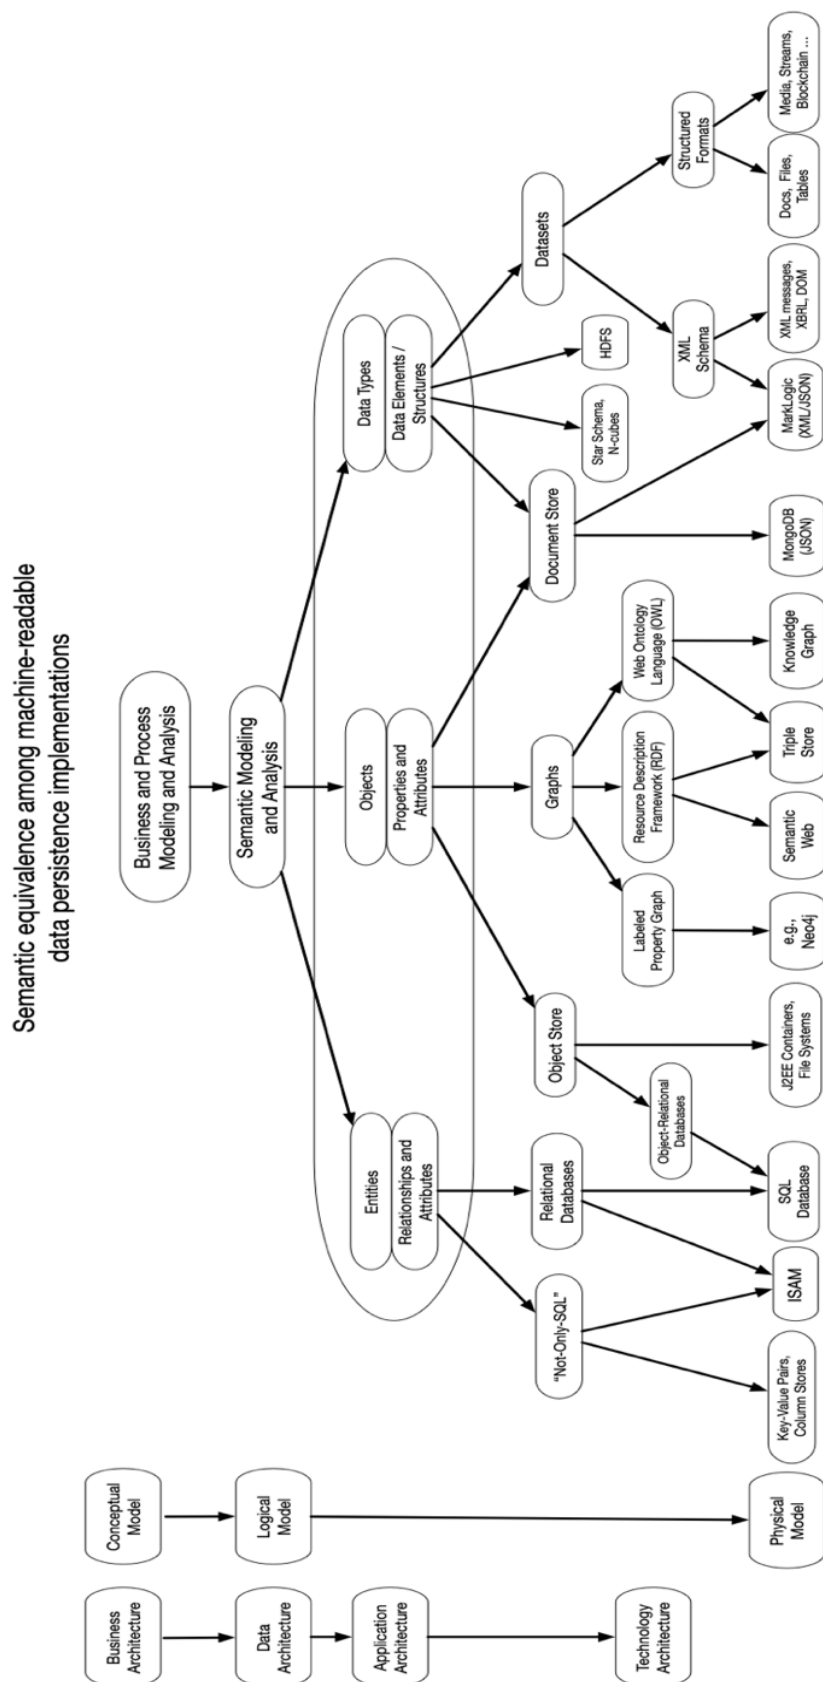 Semantic equivalence among machine-readable
data persistence implementations
Business
Architecture
Data
Architecture
Application
Architecture
Technology
Architecture
Conceptual
Model
Logical
Model
Physical
Model
Business and Process
Modeling and Analysis
Semantic Modeling
and Analysis
Entities
Relationships and
Attributes
Objects
Properties and
Attributes
Data Types
Data Elements /
Structures
"Not-Only-SQL"
Relational
Databases
Object Store
Graphs
Document Store
Star Schema,
N-cubes
HDFS
Datasets
Object-Relational
Databases
Labeled
Property Graph
Resource Description
Framework (RDF)
Web Ontology
Language (OWL)
XML
Schema
Structured
Formats
Key-Value Pairs,
Column Stores
ISAM
SQL
Database
J2EE Containers,
File Systems
e.g.,
Neo4j
Semantic
Web
Triple
Store
Knowledge
Graph
MongoDB
(JSON)
MarkLogic
(XML/JSON)
XML messages,
XBRL, DOM
Docs, Files,
Tables
Media, Streams,
Blockchain ...